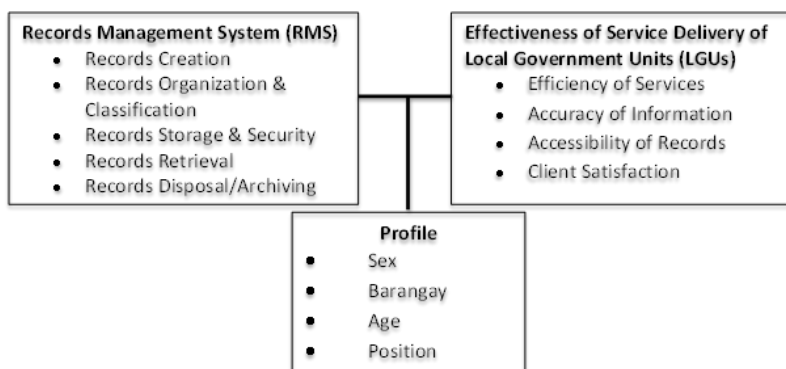 Records Management System (RMS)
• Records Creation
• Records Organization &
Classification
• Records Storage & Security
• Records Retrieval
• Records Disposal/Archiving
Effectiveness of Service Delivery of
Local Government Units (LGUs)
• Efficiency of Services
• Accuracy of Information
• Accessibility of Records
• Client Satisfaction
Profile
• Sex
• Barangay
• Age
• Position